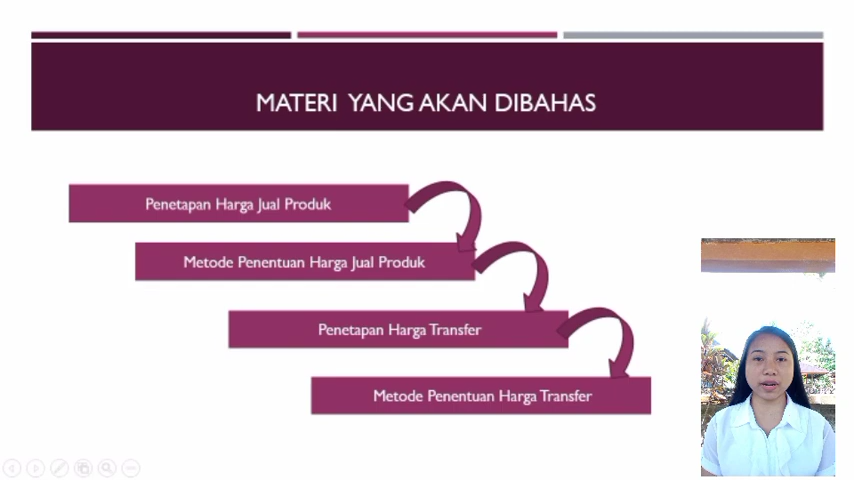 MATERI YANG AKAN DIBAHAS
Penetapan Harga Jual Produk
Metode Penentuan Harga Jual Produk
Penetapan Harga Transfer
Metode Penentuan Harga Transfer